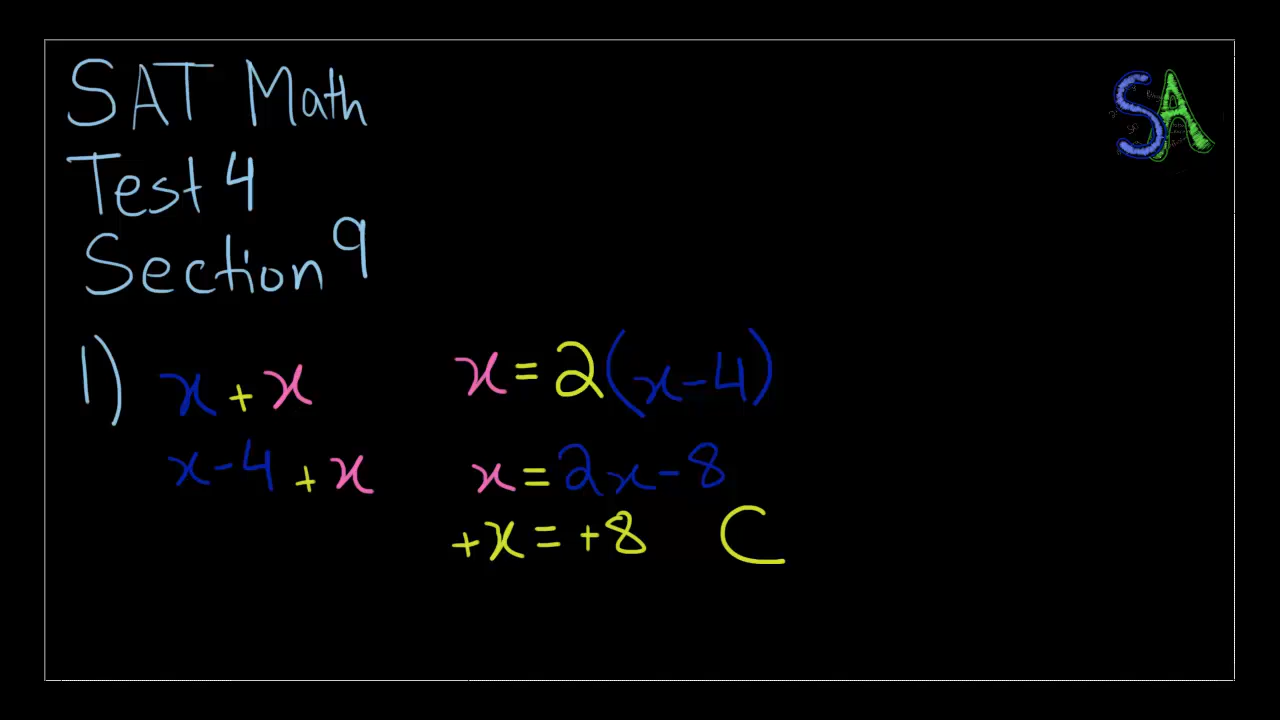 SAT Math
Test 4
Section 9
SA
1) x + x x = 2(x - 4)
x - 4 + x x = 2x - 8
+x = +8 C